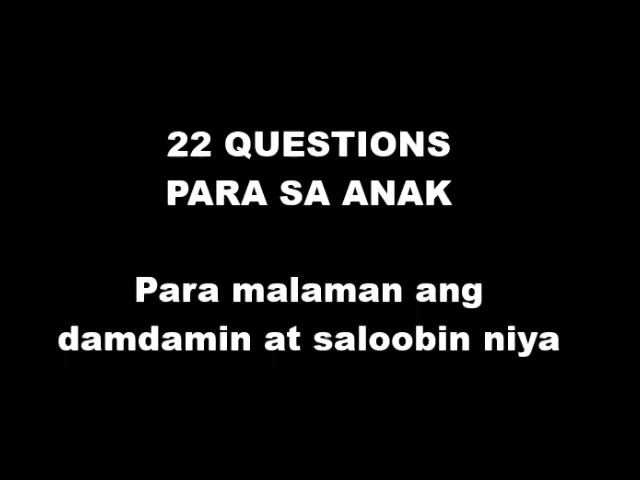 22 QUESTIONS
PARA SA ANAK
Para malaman ang
damdamin at saloobin niya